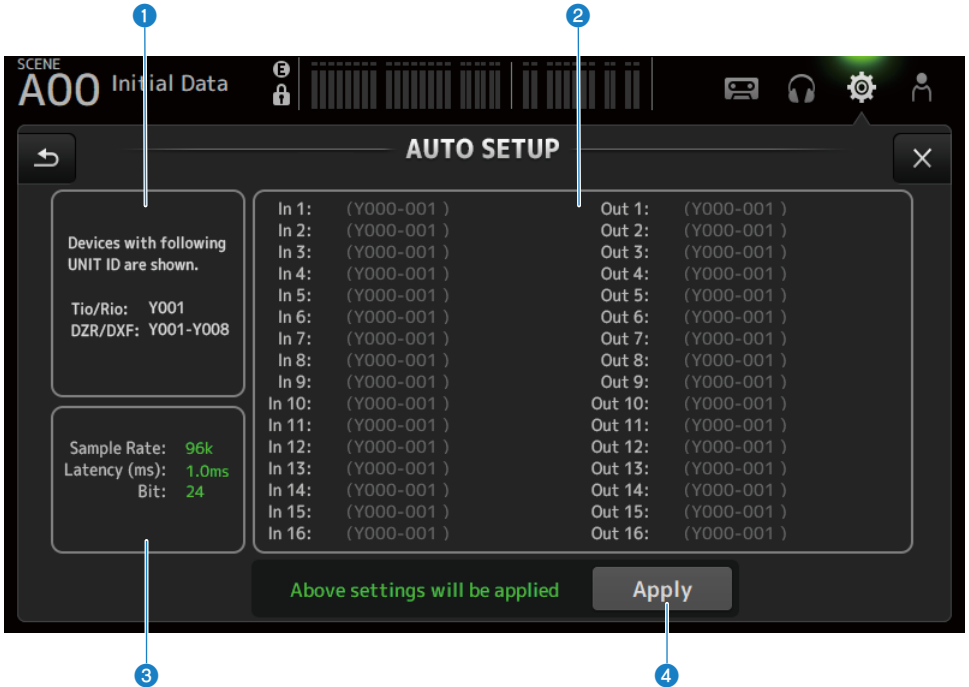 1
2
SCENE
A00 Initial Data
E
AUTO SETUP
Devices with following
UNIT ID are shown.
Tio/Rio: Y001
DZR/DXF: Y001-Y008
Sample Rate: 96k
Latency (ms): 1.0ms
Bit: 24
In 1: (Y000-001 ) Out 1: (Y000-001 )
In 2: (Y000-001 ) Out 2: (Y000-001 )
In 3: (Y000-001 ) Out 3: (Y000-001 )
In 4: (Y000-001 ) Out 4: (Y000-001 )
In 5: (Y000-001 ) Out 5: (Y000-001 )
In 6: (Y000-001 ) Out 6: (Y000-001 )
In 7: (Y000-001 ) Out 7: (Y000-001 )
In 8: (Y000-001 ) Out 8: (Y000-001 )
In 9: (Y000-001 ) Out 9: (Y000-001 )
In 10: (Y000-001 ) Out 10: (Y000-001 )
In 11: (Y000-001 ) Out 11: (Y000-001 )
In 12: (Y000-001 ) Out 12: (Y000-001 )
In 13: (Y000-001 ) Out 13: (Y000-001 )
In 14: (Y000-001 ) Out 14: (Y000-001 )
In 15: (Y000-001 ) Out 15: (Y000-001 )
In 16: (Y000-001 ) Out 16: (Y000-001 )
Above settings will be applied Apply
3
4